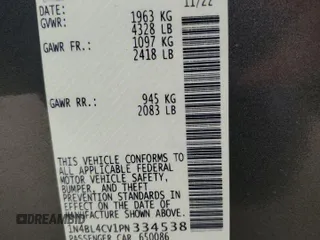 DATE: 11/22
GVWR: 1963 KG
4328 LB
GAWR FR.: 1097 KG
2418 LB
GAWR RR.: 945 KG
2083 LB
THIS VEHICLE CONFORMS TO
ALL APPLICABLE FEDERAL
MOTOR VEHICLE SAFETY,
BUMPER, AND THEFT
PREVENTION STANDARDS IN
EFFECT ON THE DATE OF
MANUFACTURE SHOWN ABOVE.
1N4BL4CV1PN334538
PASSENGER CAR 650086
DREAMBID